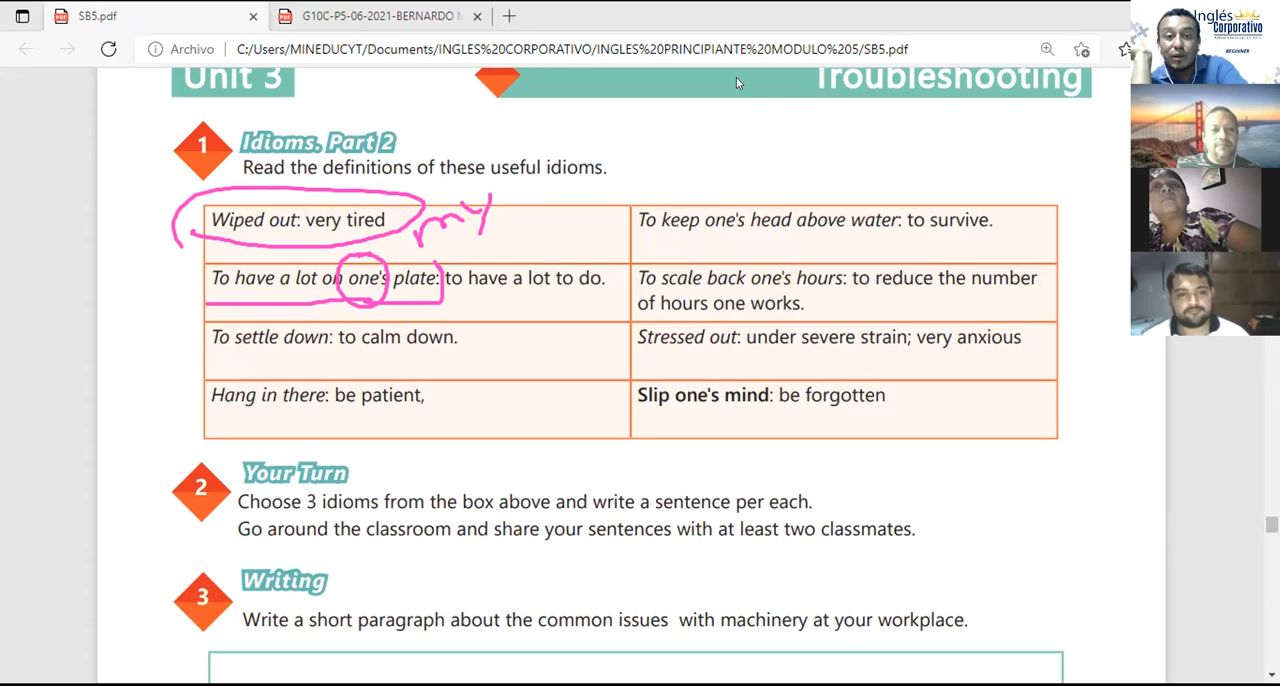 SB5.pdf
G10C-P5-06-2021-BERNARDO M
Archivo
C:/Users/MINEDUCYT/Documents/INGLES%20CORPORATIVO/INGLES%20PRINCIPIANTE%20MODULO%205/SB5.pdf
Inglés
Corporativo
BEGINNER
Unit 3
Troubleshooting
1
Idioms. Part 2
Read the definitions of these useful idioms.
Wiped out: very tired
my
To keep one's head above water: to survive.
To have a lot on one's plate: to have a lot to do.
To scale back one's hours: to reduce the number
of hours one works.
To settle down: to calm down.
Stressed out: under severe strain; very anxious
Hang in there: be patient,
Slip one's mind: be forgotten
2
Your Turn
Choose 3 idioms from the box above and write a sentence per each.
Go around the classroom and share your sentences with at least two classmates.
3
Writing
Write a short paragraph about the common issues with machinery at your workplace.